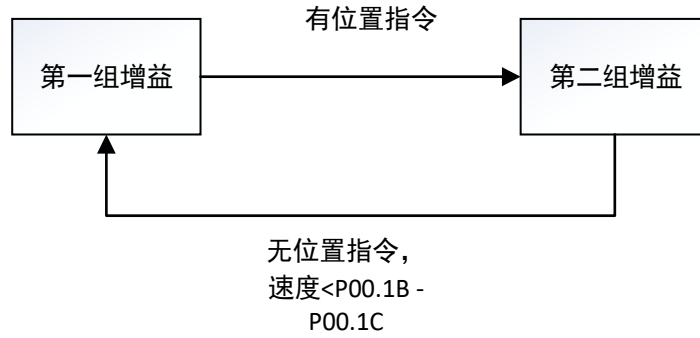 有位置指令
第一组增益
第二组增益
无位置指令，
速度<P00.1B -
P00.1C